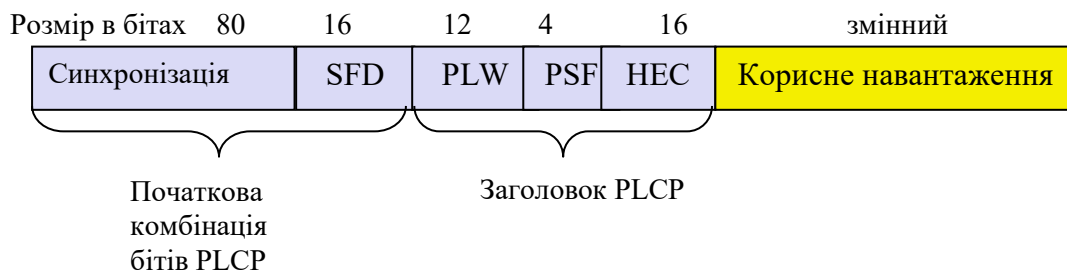 Розмір в бітах 80 16 12 4 16 змінний
Синхронізація SFD PLW PSF HEC Корисне навантаження
Початкова
комбінація
бітів PLCP
Заголовок PLCP